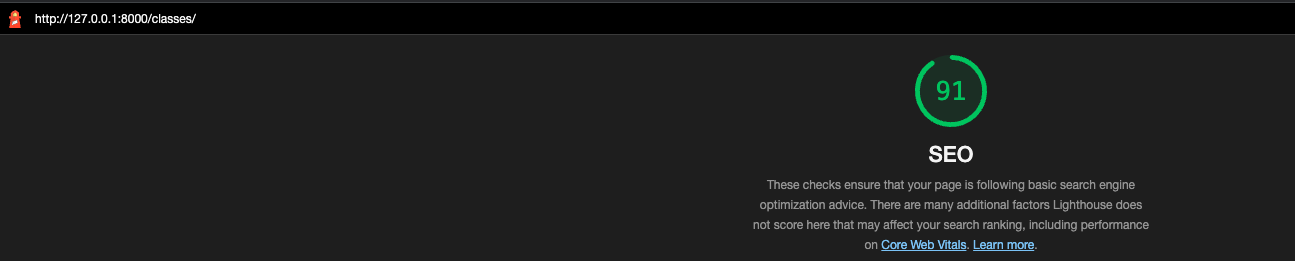 http://127.0.0.1:8000/classes/
91
SEO
These checks ensure that your page is following basic search engine
optimization advice. There are many additional factors Lighthouse does
not score here that may affect your search ranking, including performance
on Core Web Vitals. Learn more.